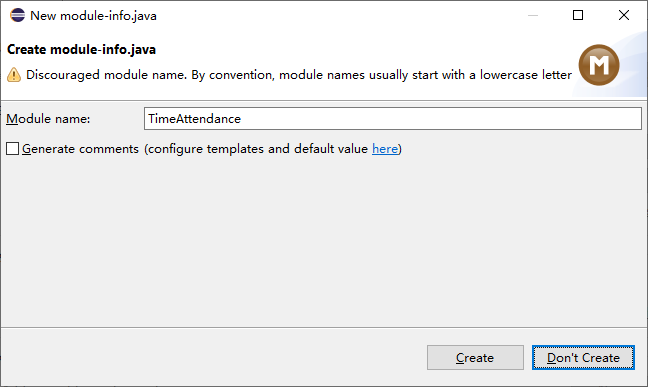 New module-info.java
Create module-info.java
Discouraged module name. By convention, module names usually start with a lowercase letter
M
Module name: TimeAttendance
Generate comments (configure templates and default value here)
Create Don't Create